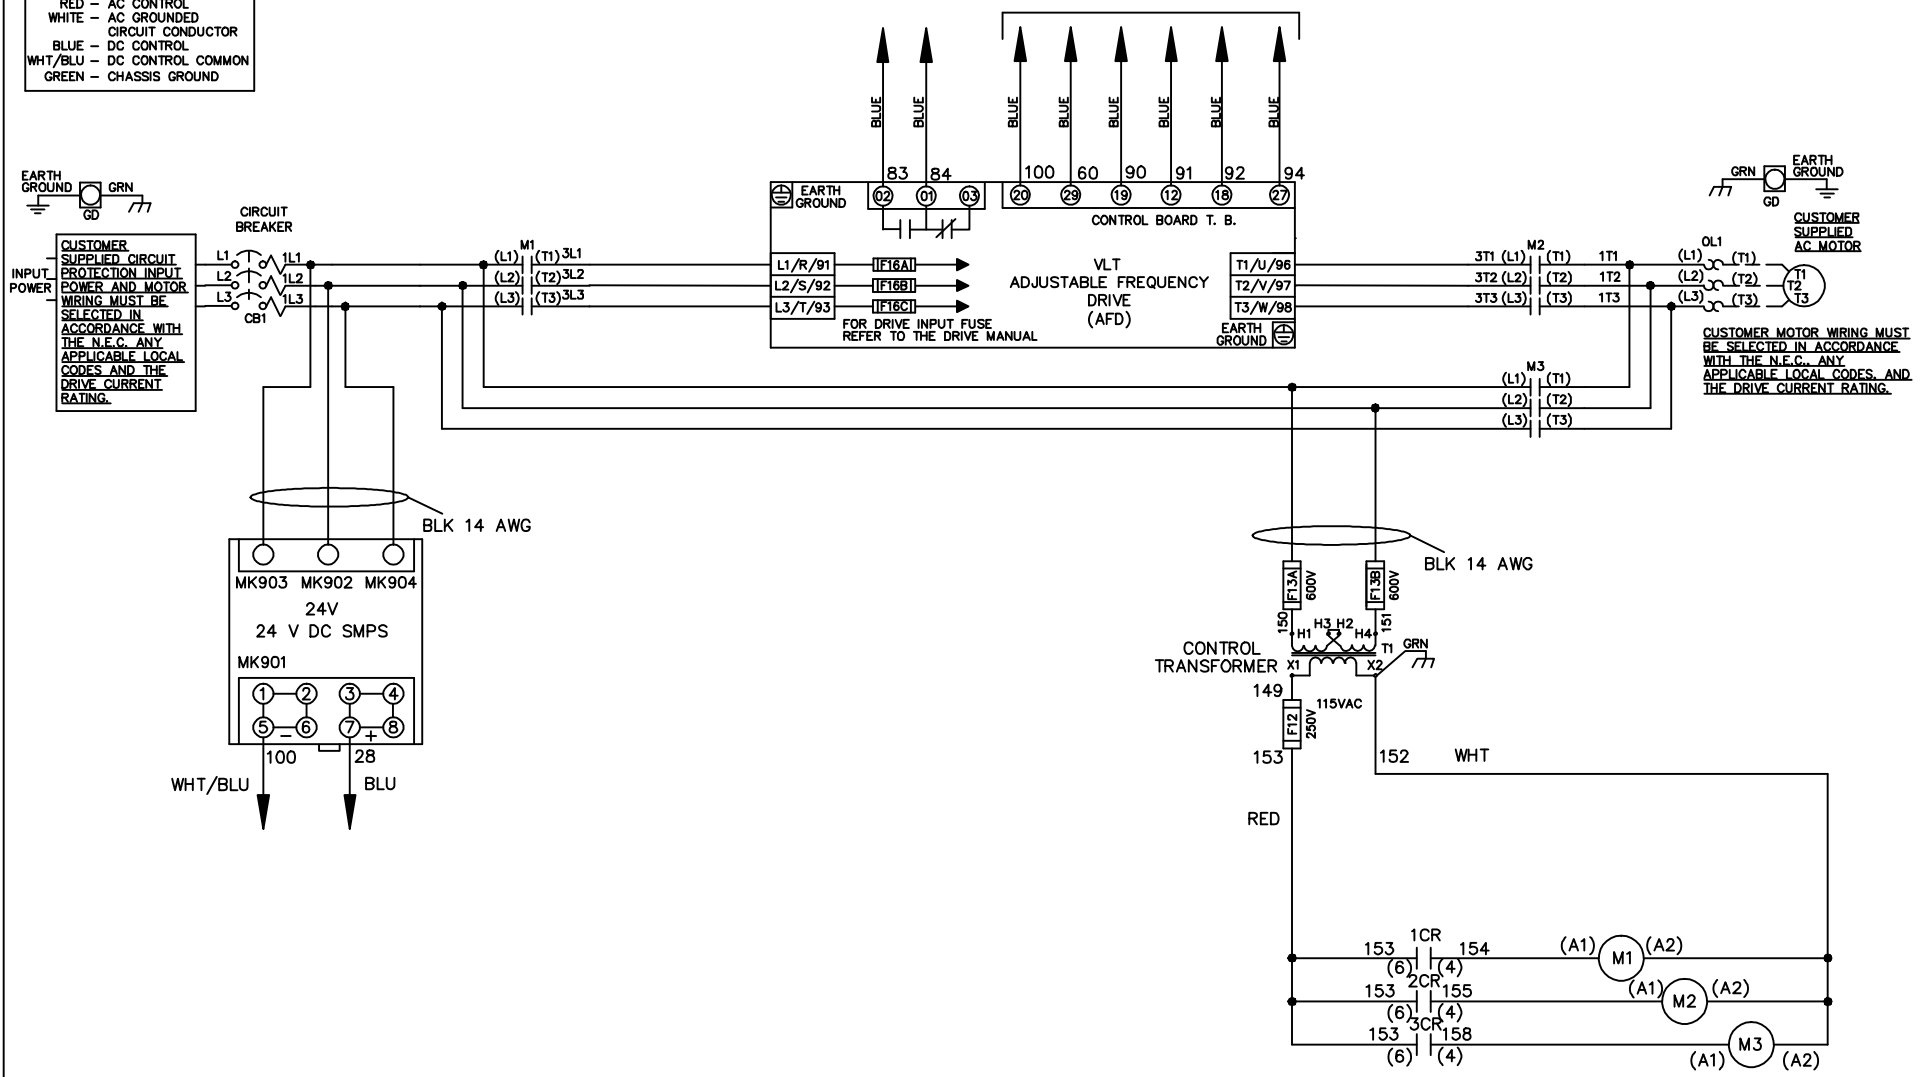 RED – AC CONTROL
WHITE – AC GROUNDED
CIRCUIT CONDUCTOR
BLUE – DC CONTROL
WHT/BLU – DC CONTROL COMMON
GREEN – CHASSIS GROUND
BLUE
BLUE
BLUE
BLUE
BLUE
BLUE
BLUE
BLUE
83
84
100
60
90
91
92
94
EARTH
GROUND
GRN
GD
EARTH
GROUND
02
01
03
20
29
19
12
18
27
CONTROL BOARD T. B.
GRN
EARTH
GROUND
GD
CUSTOMER
SUPPLIED
AC MOTOR
CIRCUIT
BREAKER
INPUT
POWER
CUSTOMER
SUPPLIED CIRCUIT
PROTECTION INPUT
POWER AND MOTOR
WIRING MUST BE
SELECTED IN
ACCORDANCE WITH
THE N.E.C. ANY
APPLICABLE LOCAL
CODES AND THE
DRIVE CURRENT
RATING.
L1
L2
L3
CB1
1L1
1L2
1L3
M1
(L1) (T1) 3L1
(L2) (T2) 3L2
(L3) (T3) 3L3
L1/R/91
L2/S/92
L3/T/93
F16A
F16B
F16C
FOR DRIVE INPUT FUSE
REFER TO THE DRIVE MANUAL
VLT
ADJUSTABLE FREQUENCY
DRIVE
(AFD)
T1/U/96
T2/V/97
T3/W/98
EARTH
GROUND
M2
3T1 (L1) (T1) 1T1
3T2 (L2) (T2) 1T2
3T3 (L3) (T3) 1T3
OL1
(L1) (T1)
(L2) (T2)
(L3) (T3)
T1
T2
T3
CUSTOMER MOTOR WIRING MUST
BE SELECTED IN ACCORDANCE
WITH THE N.E.C., ANY
APPLICABLE LOCAL CODES, AND
THE DRIVE CURRENT RATING.
M3
(L1) (T1)
(L2) (T2)
(L3) (T3)
BLK 14 AWG
MK903 MK902 MK904
24V
24 V DC SMPS
MK901
1 2 3 4
5 6 7 8
– +
100
28
WHT/BLU
BLU
BLK 14 AWG
F13A
600V
F13B
600V
150
151
H1 H3 H2 H4
T1
GRN
CONTROL
TRANSFORMER
X1
X2
149
115VAC
F12
250V
153
152
WHT
RED
1CR
153 154
(6) (4)
(A1) M1 (A2)
2CR
153 155
(6) (4)
(A1) M2 (A2)
3CR
153 158
(6) (4)
(A1) M3 (A2)